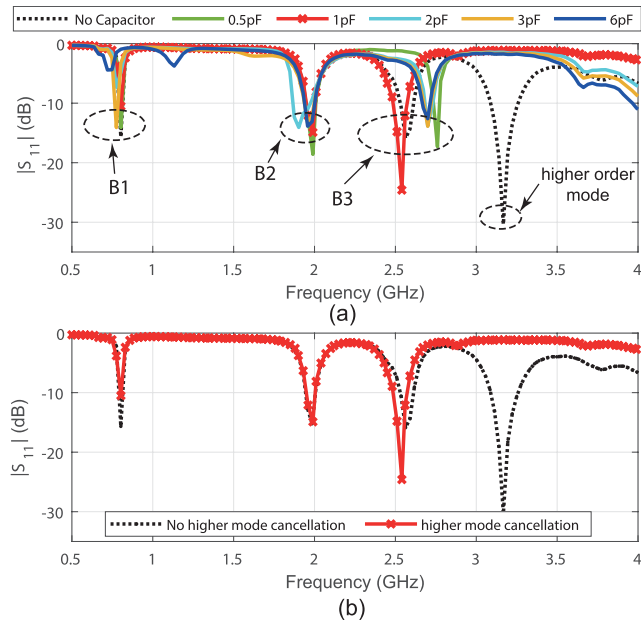 No Capacitor 0.5pF 1pF 2pF 3pF 6pF
(a)
0
-10
-20
-30
|S 11| (dB)
B1
B2
B3
higher order
mode
0.5 1 1.5 2 2.5 3 3.5 4
Frequency (GHz)
(a)
0
-10
-20
-30
|S 11| (dB)
No higher mode cancellation higher mode cancellation
0.5 1 1.5 2 2.5 3 3.5 4
Frequency (GHz)
(b)